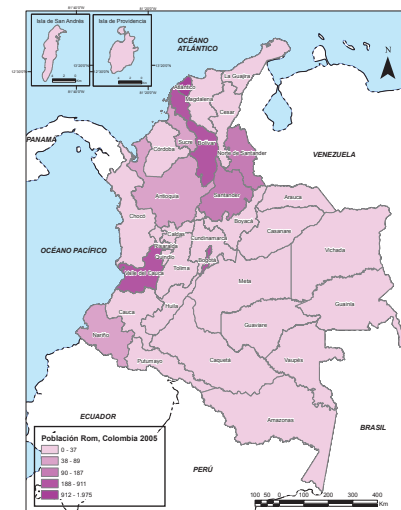 Isla de San Andrés
Isla de Providencia
OCÉANO
ATLÁNTICO
N
La Guajira
Atlántico
Magdalena
Cesar
PANAMÁ
Sucre
Bolívar
Norte de Santander
VENEZUELA
Córdoba
Antioquia
Santander
Arauca
Chocó
Boyacá
Casanare
Caldas
Cundinamarca
OCÉANO PACÍFICO
Risaralda
Quindío
Bogotá
Vichada
Valle del Cauca
Tolima
Meta
Guainía
Cauca
Huila
Guaviare
Nariño
Putumayo
Caquetá
Vaupés
ECUADOR
Amazonas
BRASIL
PERÚ
Población Rom, Colombia 2005
0 - 37
38 - 89
90 - 187
188 - 911
912 - 1.975
100 50 0 100 200 300 400
Km